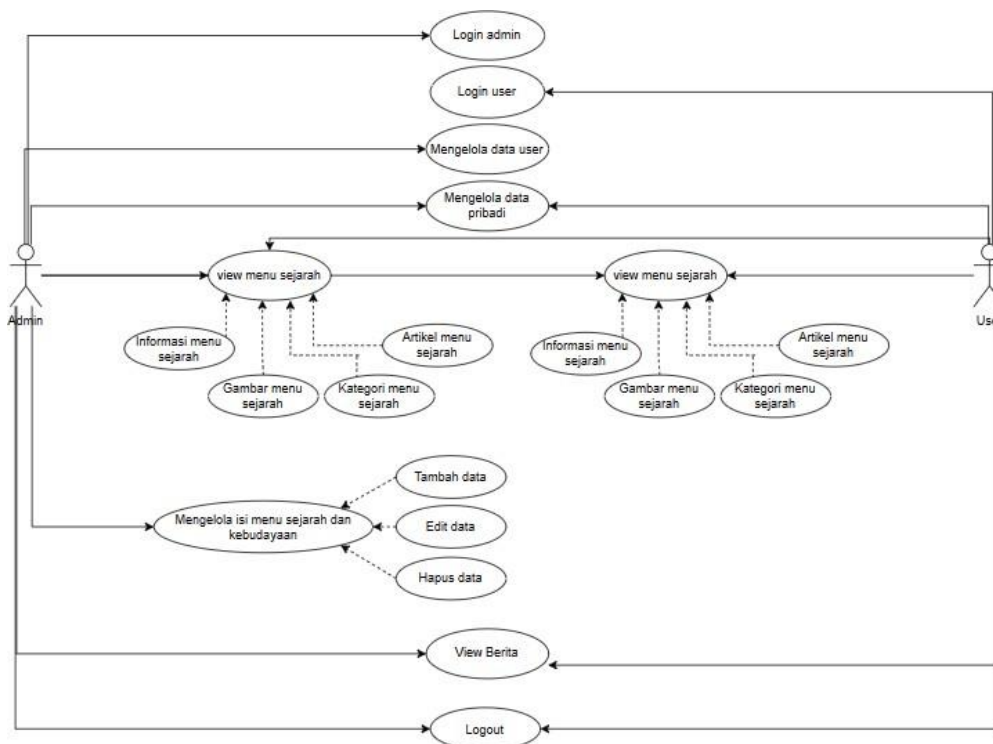 Login admin
Login user
Mengelola data user
Mengelola data
pribadi
view menu sejarah
view menu sejarah
Admin
Use
Informasi menu
sejarah
Artikel menu
sejarah
Informasi menu
sejarah
Artikel menu
sejarah
Gambar menu
sejarah
Kategori menu
sejarah
Gambar menu
sejarah
Kategori menu
sejarah
Tambah data
Mengelola isi menu sejarah dan
kebudayaan
Edit data
Hapus data
View Berita
Logout